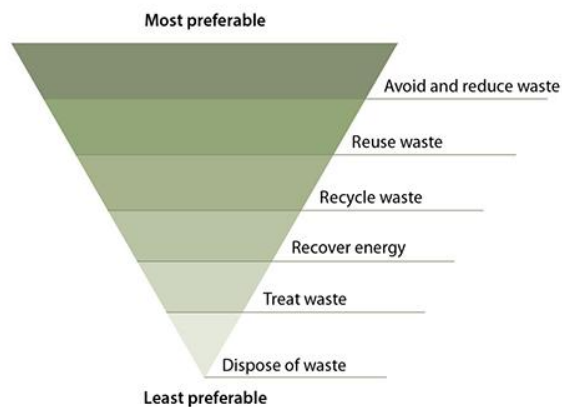 Most preferable
Avoid and reduce waste
Reuse waste
Recycle waste
Recover energy
Treat waste
Dispose of waste
Least preferable